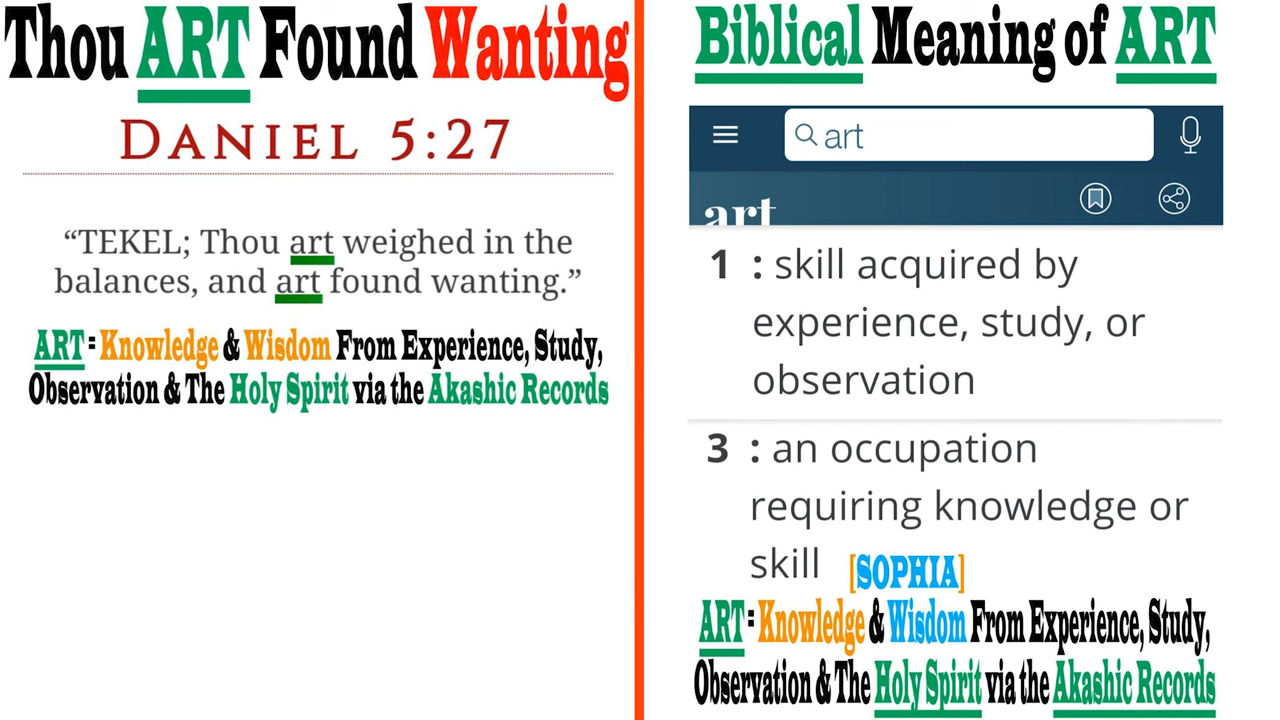 Thou ART Found Wanting
DANIEL 5:27
“TEKEL; Thou art weighed in the
balances, and art found wanting.”
ART = Knowledge & Wisdom From Experience, Study,
Observation & The Holy Spirit via the Akashic Records
Biblical Meaning of ART
art
art
1 : skill acquired by
experience, study, or
observation
3 : an occupation
requiring knowledge or
skill [SOPHIA]
ART = Knowledge & Wisdom From Experience, Study,
Observation & The Holy Spirit via the Akashic Records